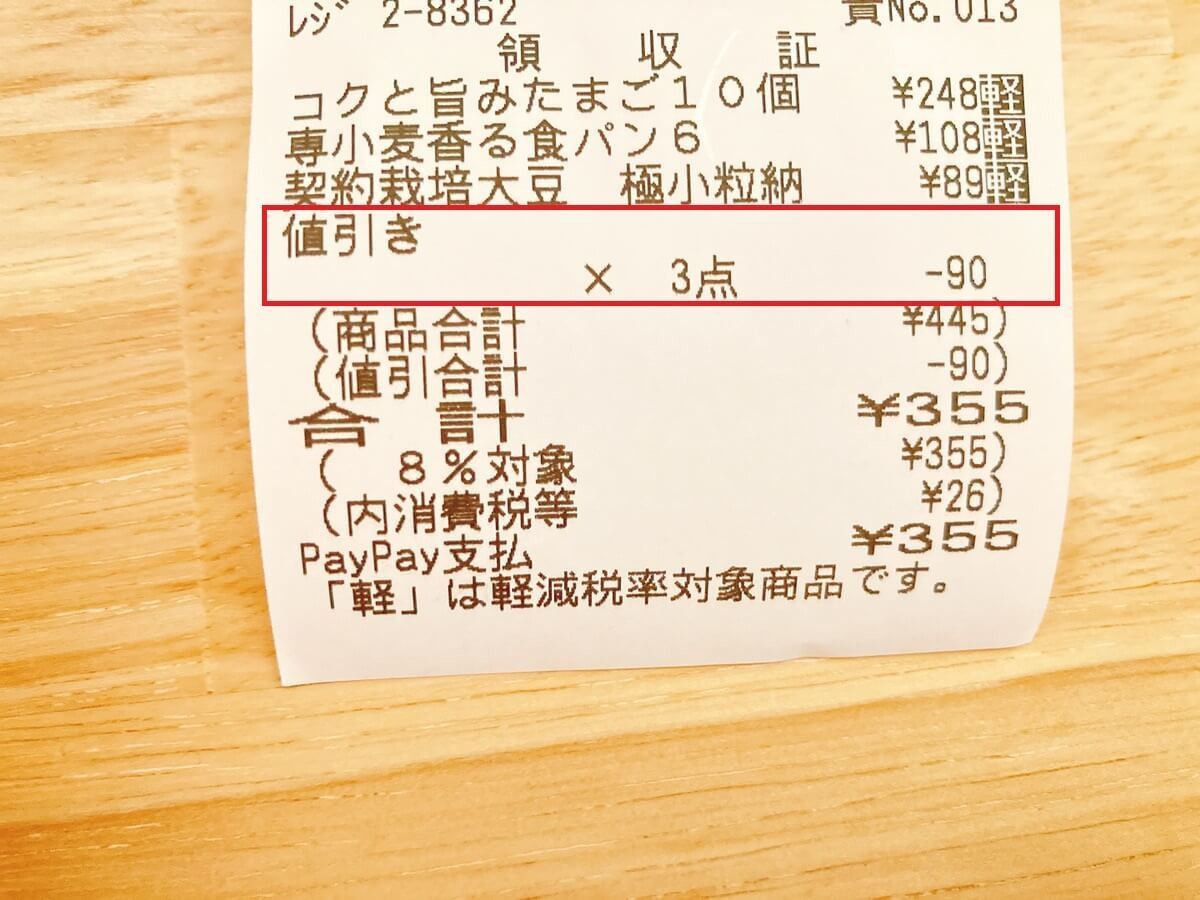 ﾚｼﾞ 2-8362 責No.013
領 収 証
コクと旨みたまご１０個 ¥248軽
専小麦香る食パン６ ¥108軽
契約栽培大豆 極小粒納 ¥89軽
値引き
× 3点 -90
(商品合計 ¥445)
(値引合計 -90)
合 計 ¥355
( 8%対象 ¥355)
(内消費税等 ¥26)
PayPay支払 ¥355
「軽」は軽減税率対象商品です。